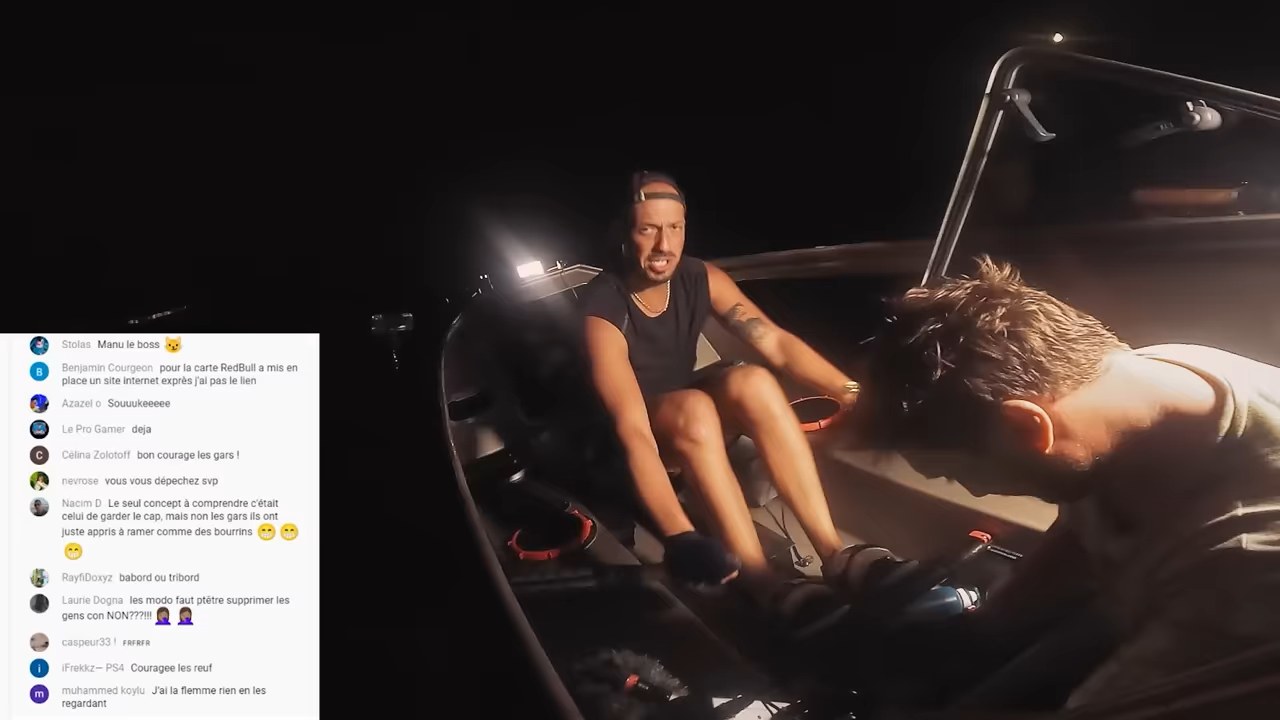 Stolas Manu le boss
B Benjamin Courgeon pour la carte RedBull a mis en
place un site internet exprès j'ai pas le lien
Azazel o Souuukeeeee
Le Pro Gamer deja
C Célina Zolotoff bon courage les gars !
nevrose vous vous dépechez svp
Nacim D Le seul concept à comprendre c'était
celui de garder le cap, mais non les gars ils ont
juste appris à ramer comme des bourrins
RayfiDoxyz babord ou tribord
Laurie Dogna les modo faut ptêtre supprimer les
gens con NON???!!!
caspeur33 ! ꜰʀꜰʀꜰʀ
i iFrekkz— PS4 Couragee les reuf
m muhammed koylu J'ai la flemme rien en les
regardant